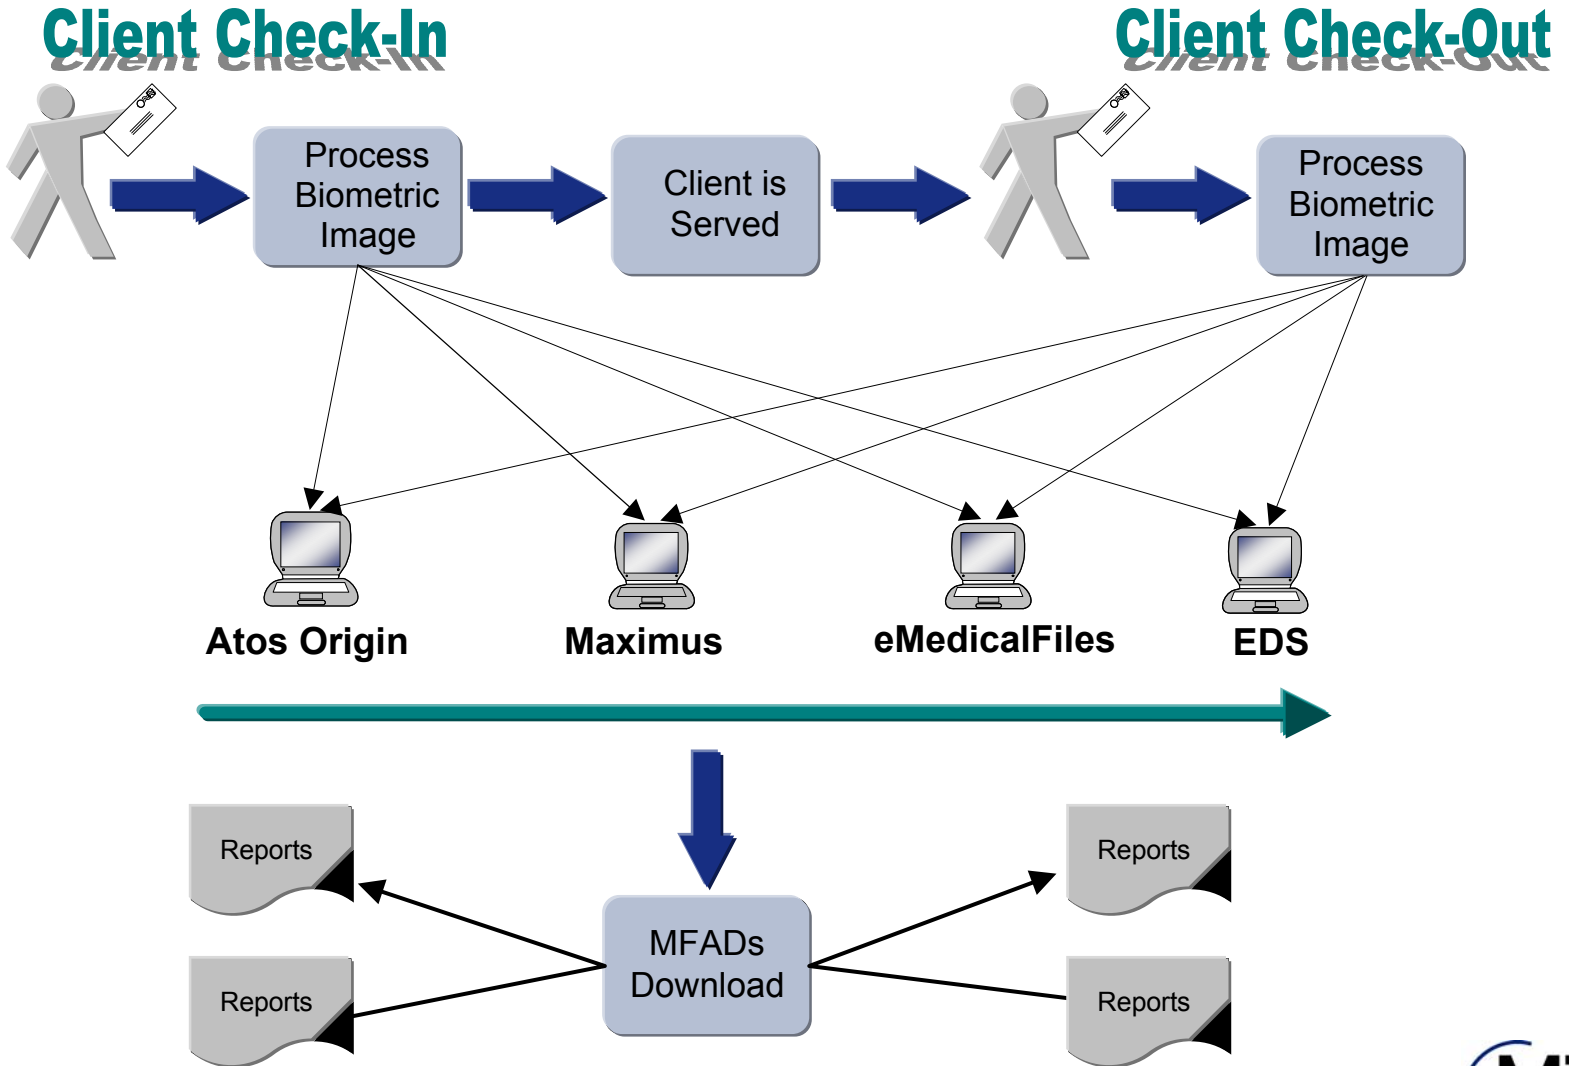 Client Check-In
Client Check-Out
Process
Biometric
Image
Client is
Served
Process
Biometric
Image
Atos Origin
Maximus
eMedicalFiles
EDS
Reports
Reports
MFADs
Download
Reports
Reports